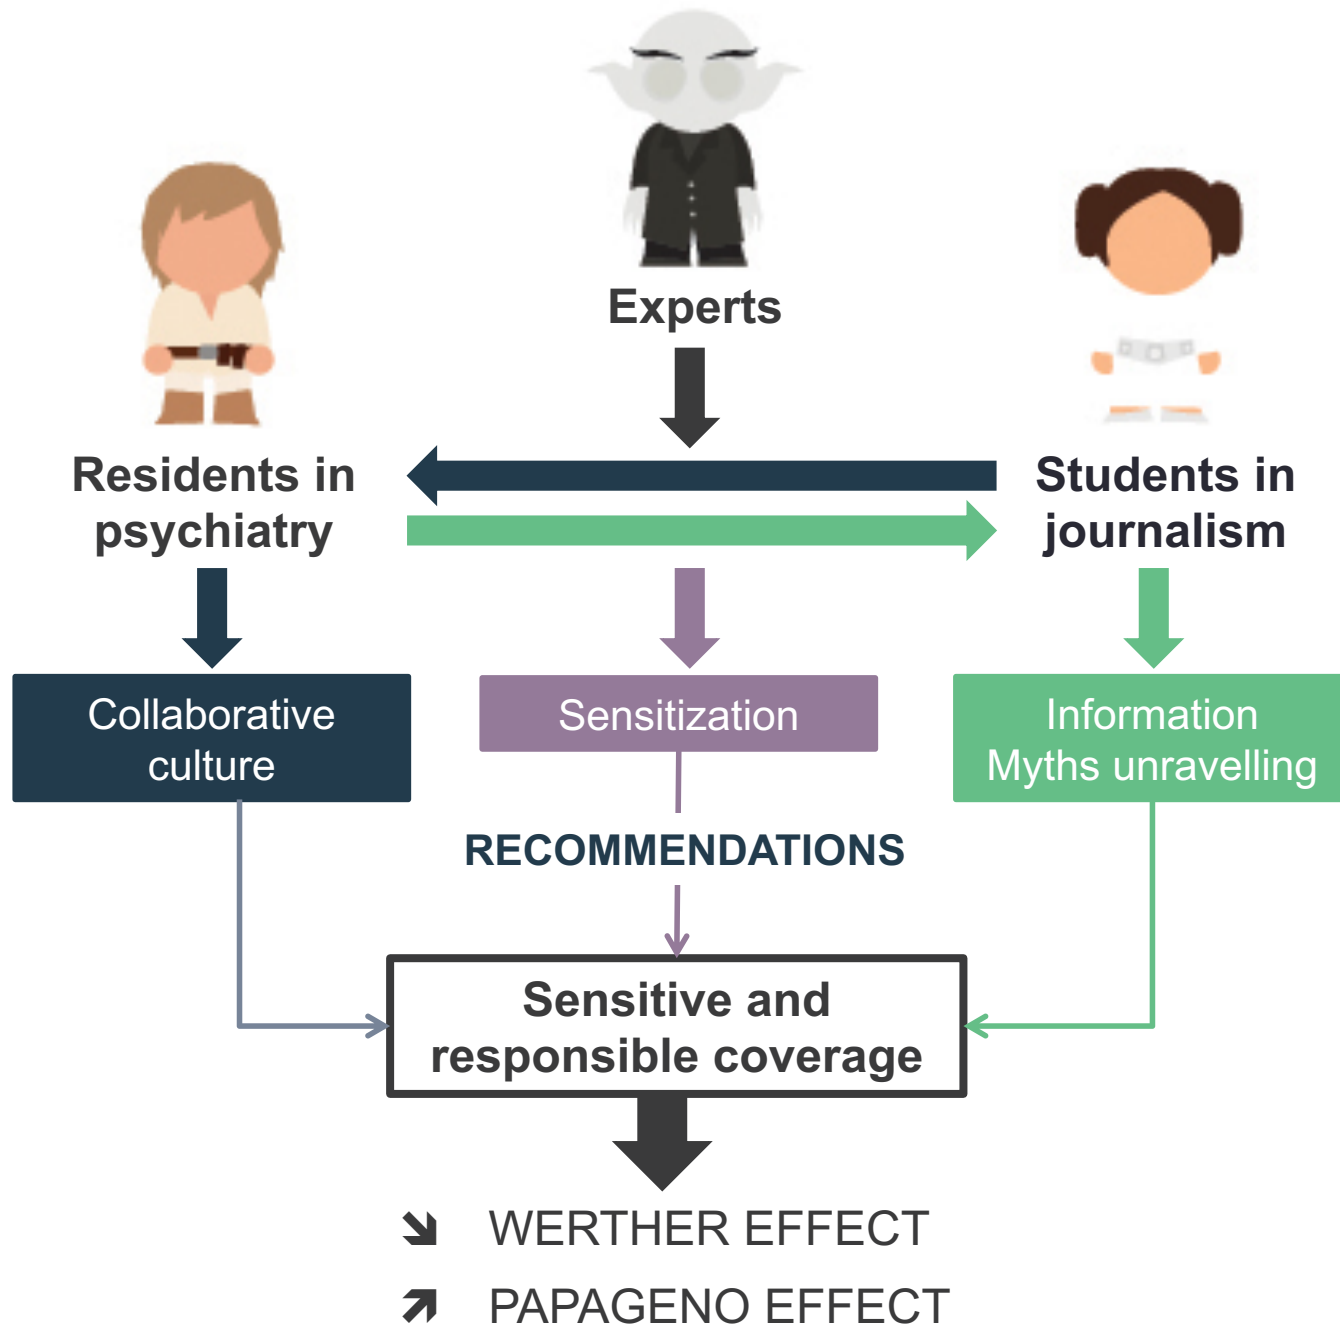 Experts
Residents in
psychiatry
Students in
journalism
Collaborative
culture
Sensitization
Information
Myths unravelling
RECOMMENDATIONS
Sensitive and
responsible coverage
WERTHER EFFECT
PAPAGENO EFFECT